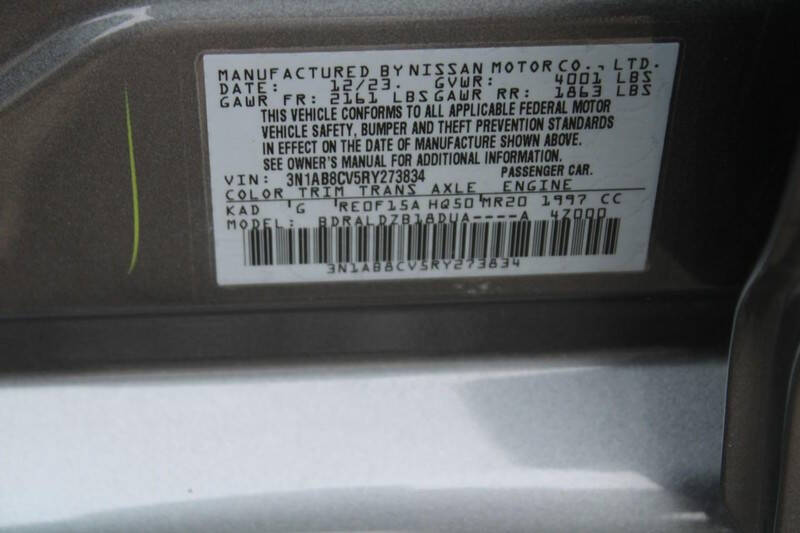 MANUFACTURED BY NISSAN MOTOR CO., LTD.
DATE: 12/23. GVWR: 4001 LBS
GAWR FR: 2161 LBS GAWR RR: 1863 LBS
THIS VEHICLE CONFORMS TO ALL APPLICABLE FEDERAL MOTOR
VEHICLE SAFETY, BUMPER AND THEFT PREVENTION STANDARDS
IN EFFECT ON THE DATE OF MANUFACTURE SHOWN ABOVE.
SEE OWNER'S MANUAL FOR ADDITIONAL INFORMATION.
VIN: 3N1AB8CV5RY273834 PASSENGER CAR.
COLOR TRIM TRANS AXLE ENGINE
KAD G RE0F15A HQ50 MR20 1997 CC
MODEL: BDRALDZB18DUA----A 47000
3N1AB8CV5RY273834